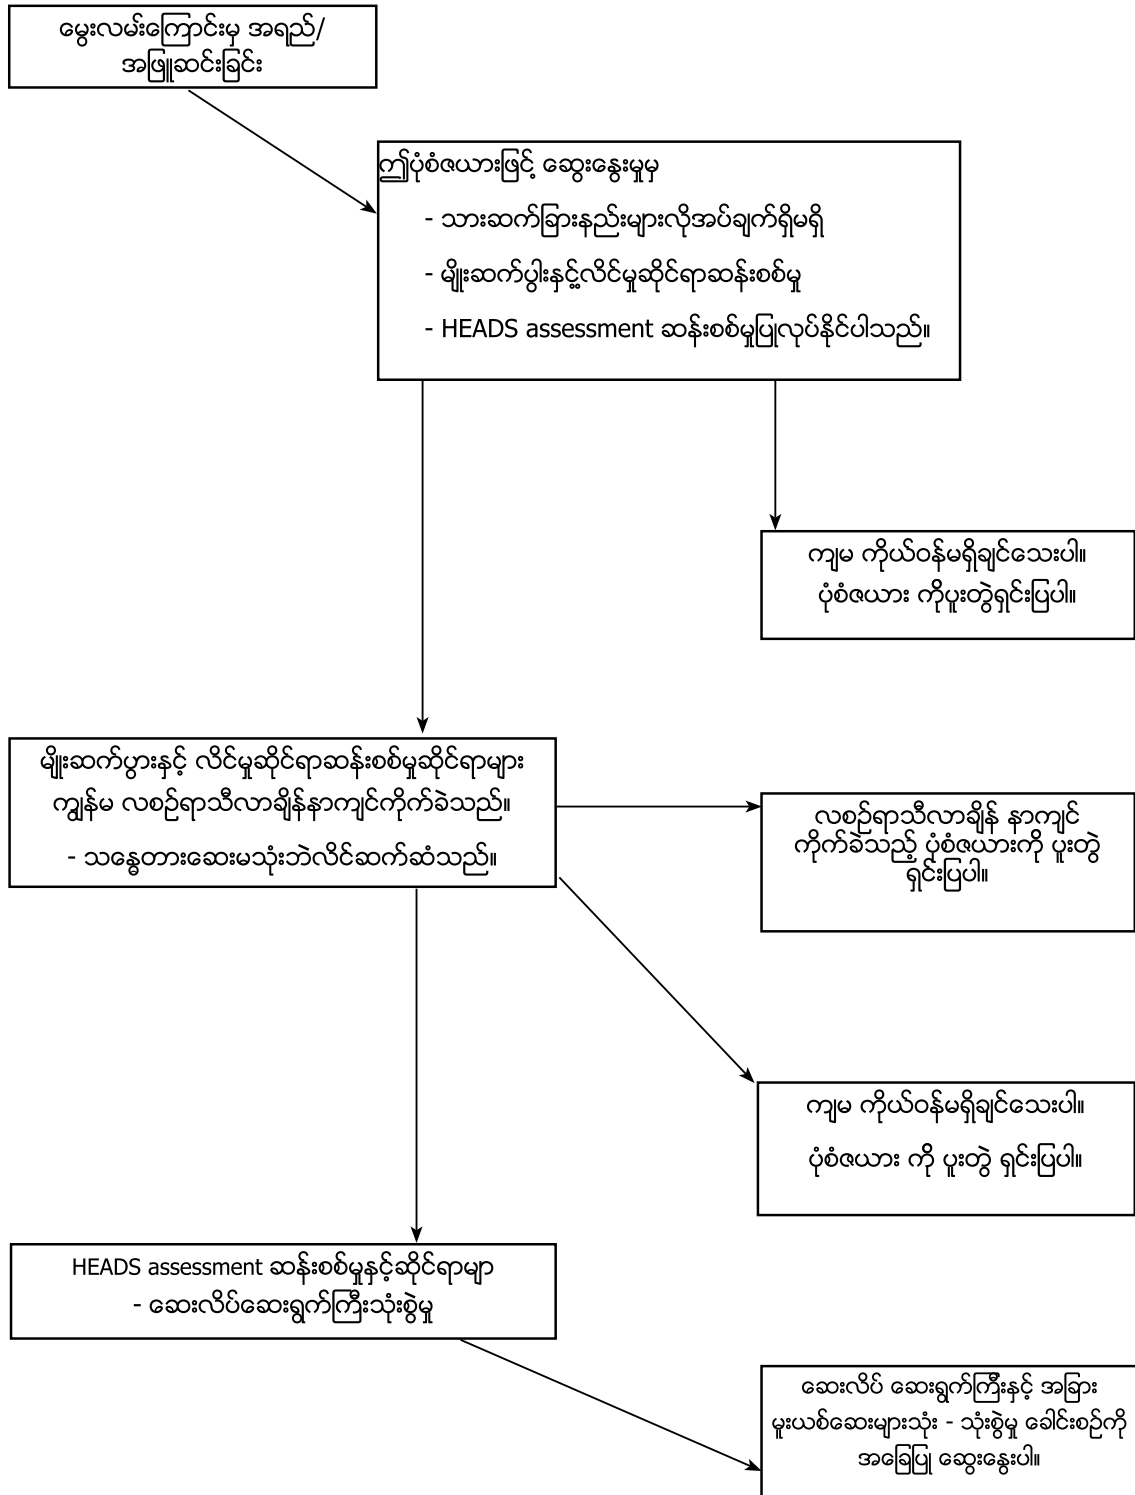 မွေးလမ်းကြောင်းမှ အရည်/
အဖြူဆင်းခြင်း
ဤပုံစံဇယားဖြင့် ဆွေးနွေးမှုမှ
- သားဆက်ခြားနည်းများလိုအပ်ချက်ရှိမရှိ
- မျိုးဆက်ပွါးနှင့်လိင်မှုဆိုင်ရာဆန်းစစ်မှု
- HEADS assessment ဆန်းစစ်မှုပြုလုပ်နိုင်ပါသည်။
ကျမ ကိုယ်ဝန်မရှိချင်သေးပါ။
ပုံစံဇယား ကိုပူးတွဲရှင်းပြပါ။
မျိုးဆက်ပွားနှင့် လိင်မှုဆိုင်ရာဆန်းစစ်မှုဆိုင်ရာများ
ကျွန်မ လစဉ်ရာသီလာချိန်နာကျင်ကိုက်ခဲသည်။
- သန္ဓေတားဆေးမသုံးဘဲလိင်ဆက်ဆံသည်။
လစဉ်ရာသီလာချိန် နာကျင်
ကိုက်ခဲသည့် ပုံစံဇယားကို ပူးတွဲ
ရှင်းပြပါ။
ကျမ ကိုယ်ဝန်မရှိချင်သေးပါ။
ပုံစံဇယား ကို ပူးတွဲ ရှင်းပြပါ။
HEADS assessment ဆန်းစစ်မှုနှင့်ဆိုင်ရာမျာ
- ဆေးလိပ်ဆေးရွက်ကြီးသုံးစွဲမှု
ဆေးလိပ် ဆေးရွက်ကြီးနှင့် အခြား
မူးယစ်ဆေးများသုံး - သုံးစွဲမှု ခေါင်းစဉ်ကို
အခြေပြု ဆွေးနွေးပါ။